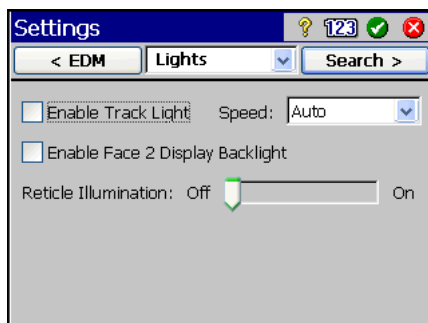 Settings ? 123
< EDM Lights Search >
Enable Track Light Speed: Auto
Enable Face 2 Display Backlight
Reticle Illumination: Off On